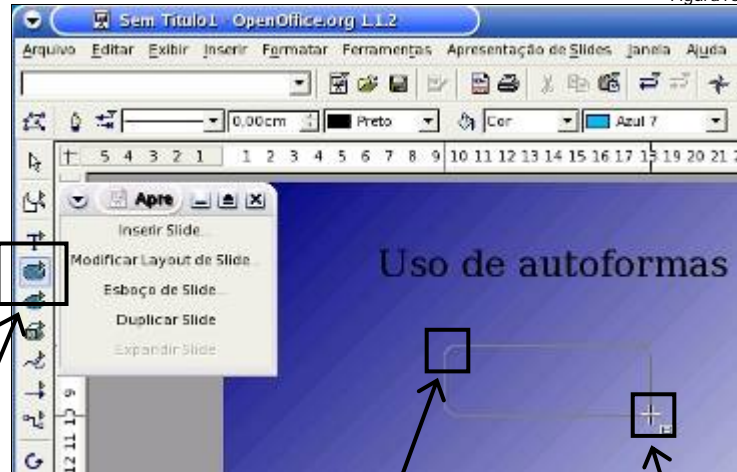 Sem Título1 - OpenOffice.org 1.1.2
Arquivo Editar Exibir Inserir Formatar Ferramentas Apresentação de Slides Janela Ajuda
0,00cm Preto Cor Azul 7
5 4 3 2 1 1 2 3 4 5 6 7 8 9 10 11 12 13 14 15 16 17 18 19 20 21
Apre
Inserir Slide...
Modificar Layout de Slide...
Esboço de Slide...
Duplicar Slide
Expandir Slide
Uso de autoformas